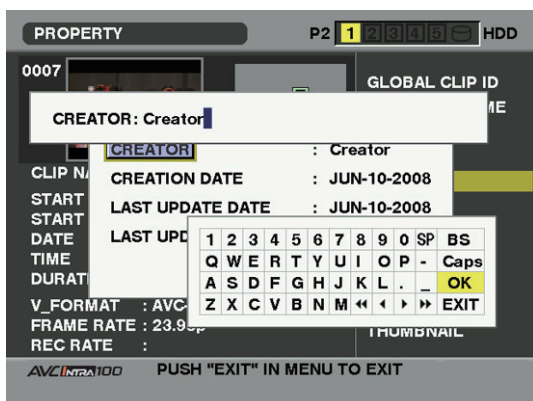 PROPERTY P2 1 2 3 4 5 HDD
0007
GLOBAL CLIP ID
CREATOR: Creator
CREATOR : Creator
CREATION DATE : JUN-10-2008
LAST UPDATE DATE : JUN-10-2008
LAST UPD
CLIP NA
START
START
DATE
TIME
DURATI
V_FORMAT : AVC-
FRAME RATE : 23.9
REC RATE :
1 2 3 4 5 6 7 8 9 0 SP BS
Q W E R T Y U I O P - Caps
A S D F G H J K L . _ OK
Z X C V B N M ◀◀ ◀ ▶ ▶▶ EXIT
THUMBNAIL
AVC INTRA 100 PUSH "EXIT" IN MENU TO EXIT